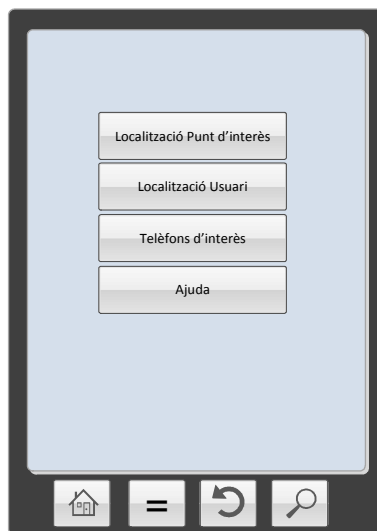 Localització Punt d’interès
Localització Usuari
Telèfons d’interès
Ajuda
=